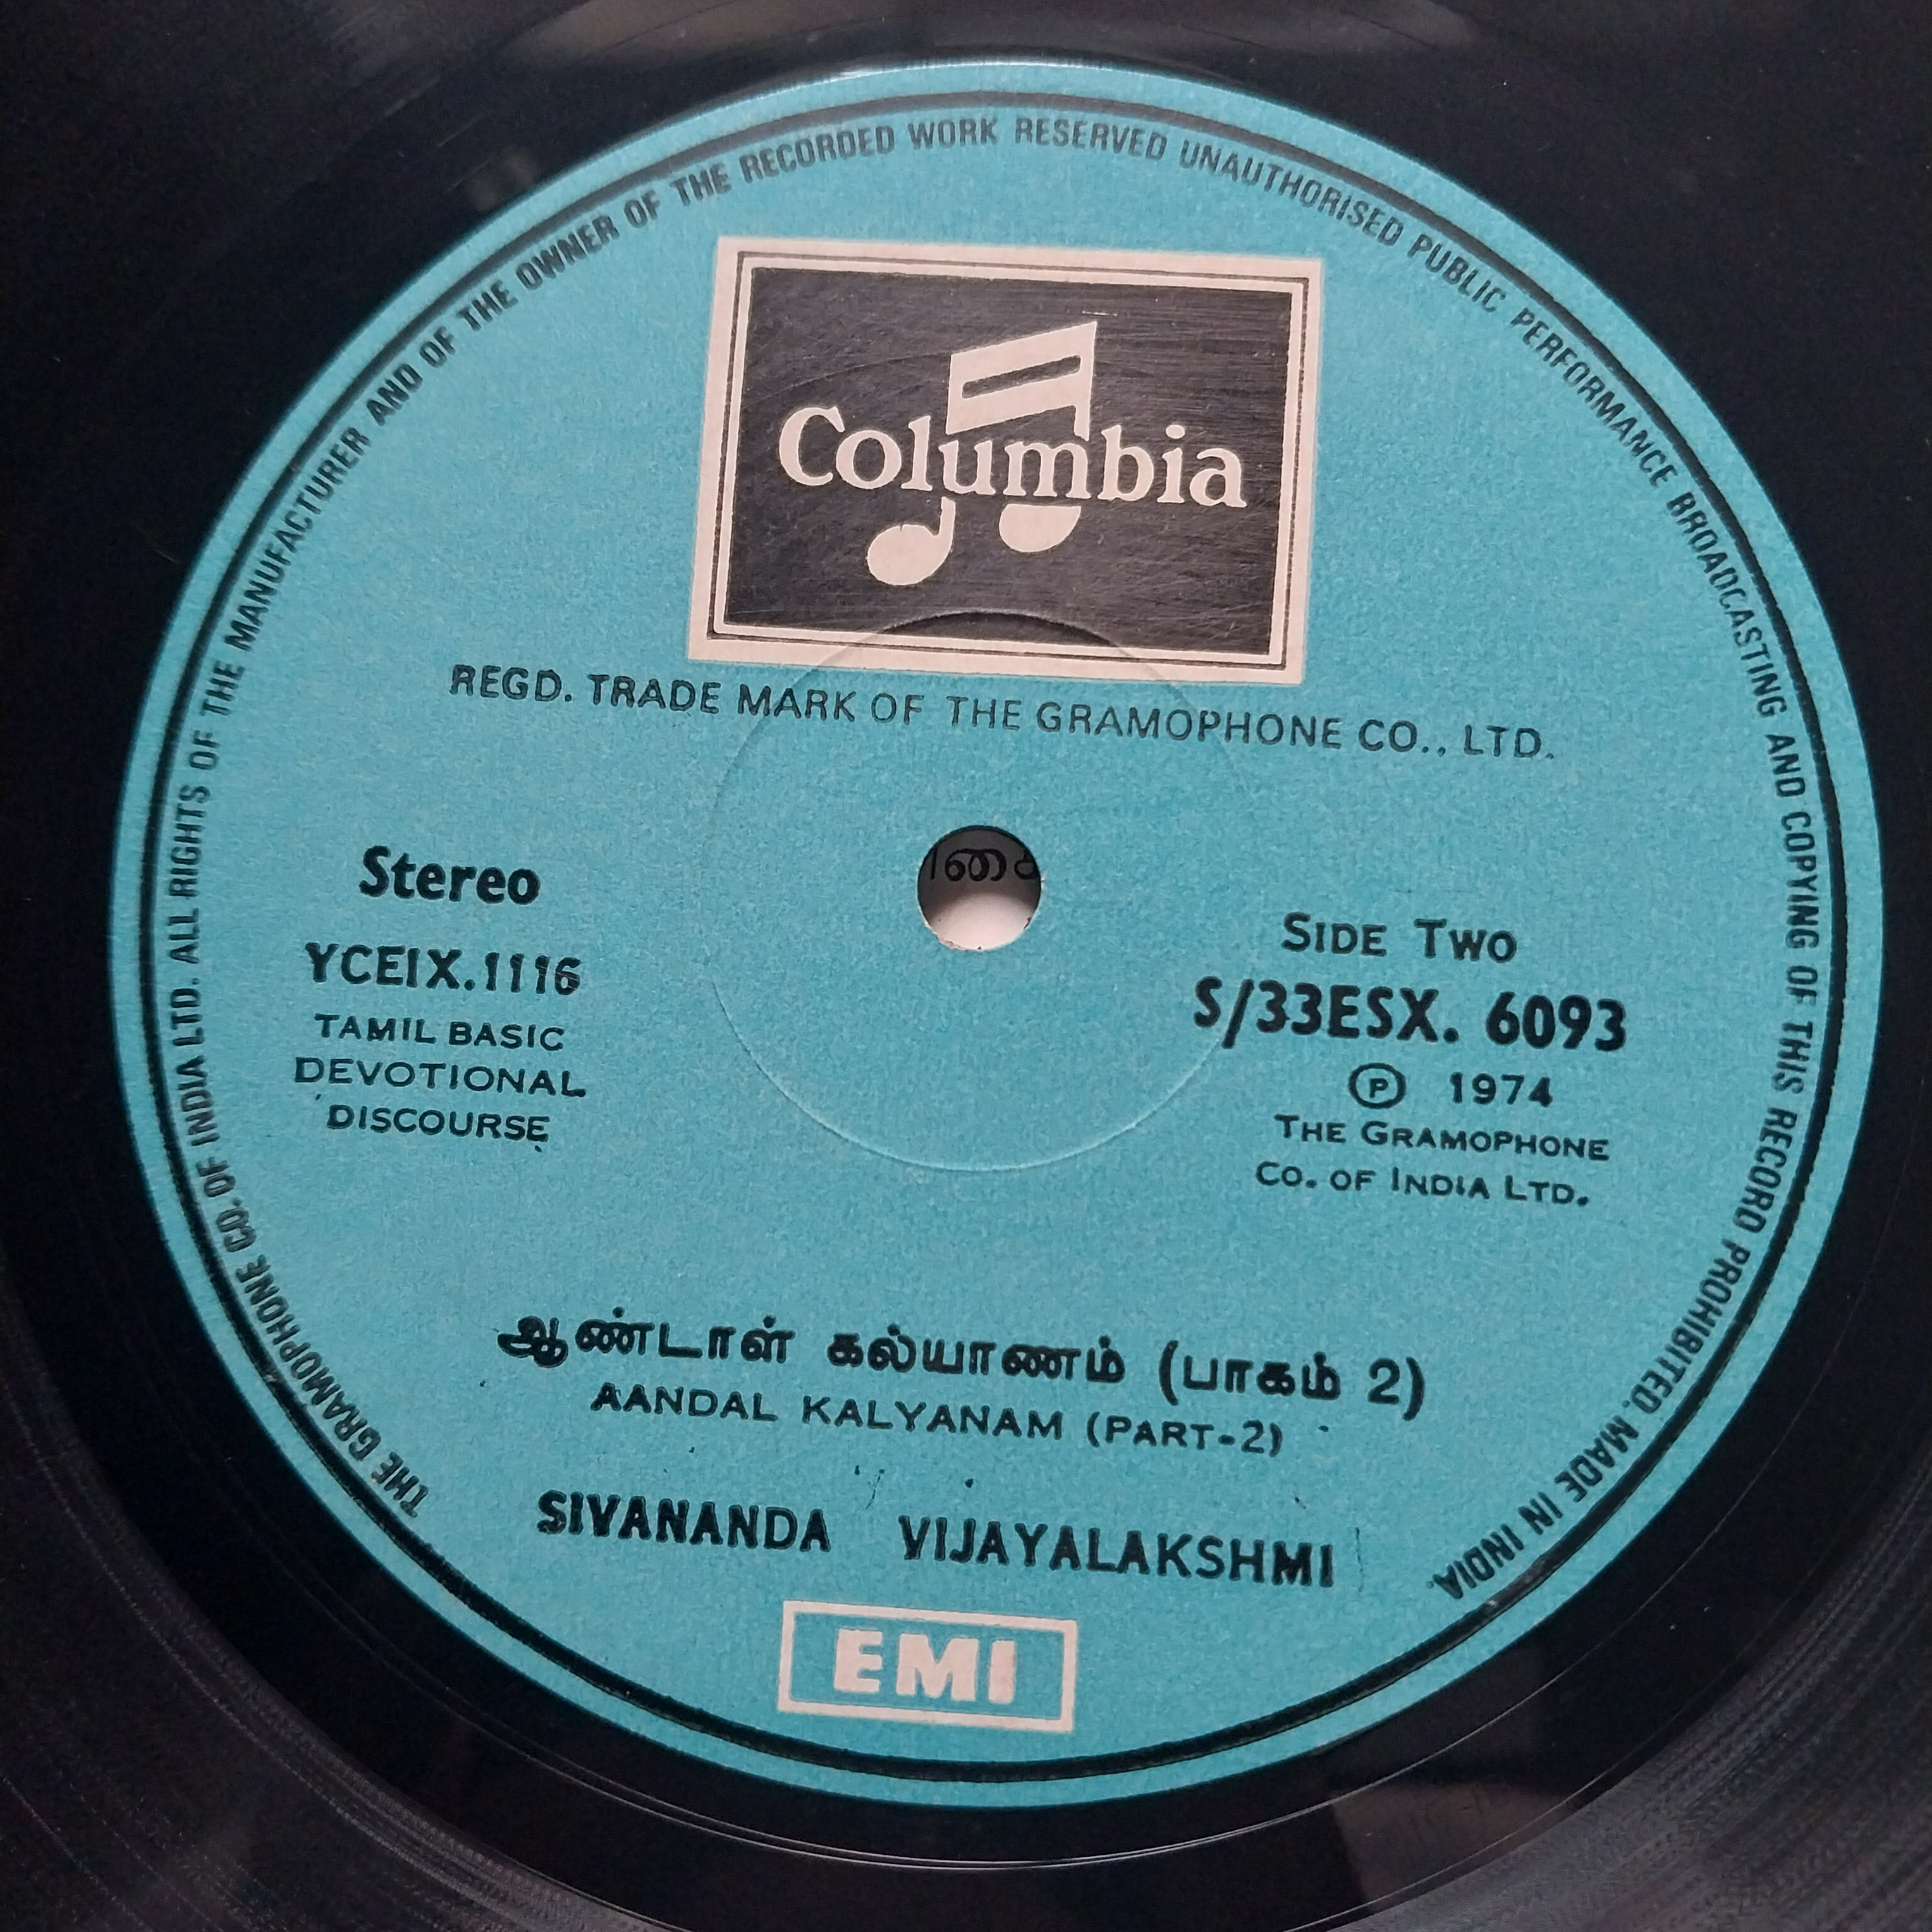 THE GRAMOPHONE CO. OF INDIA LTD. ALL RIGHTS OF THE MANUFACTURER AND OF THE OWNER OF THE RECORDED WORK RESERVED UNAUTHORISED PUBLIC PERFORMANCE BROADCASTING AND COPYING OF THIS RECORD PROHIBITED. MADE IN INDIA.
Columbia
REGD. TRADE MARK OF THE GRAMOPHONE CO., LTD.
Stereo
YCEIX.1116
TAMIL BASIC
DEVOTIONAL
DISCOURSE
SIDE TWO
S/33ESX. 6093
Ⓟ 1974
THE GRAMOPHONE
CO. OF INDIA LTD.
ஆண்டாள் கல்யாணம் (பாகம் 2)
AANDAL KALYANAM (PART-2)
SIVANANDA VIJAYALAKSHMI
EMI